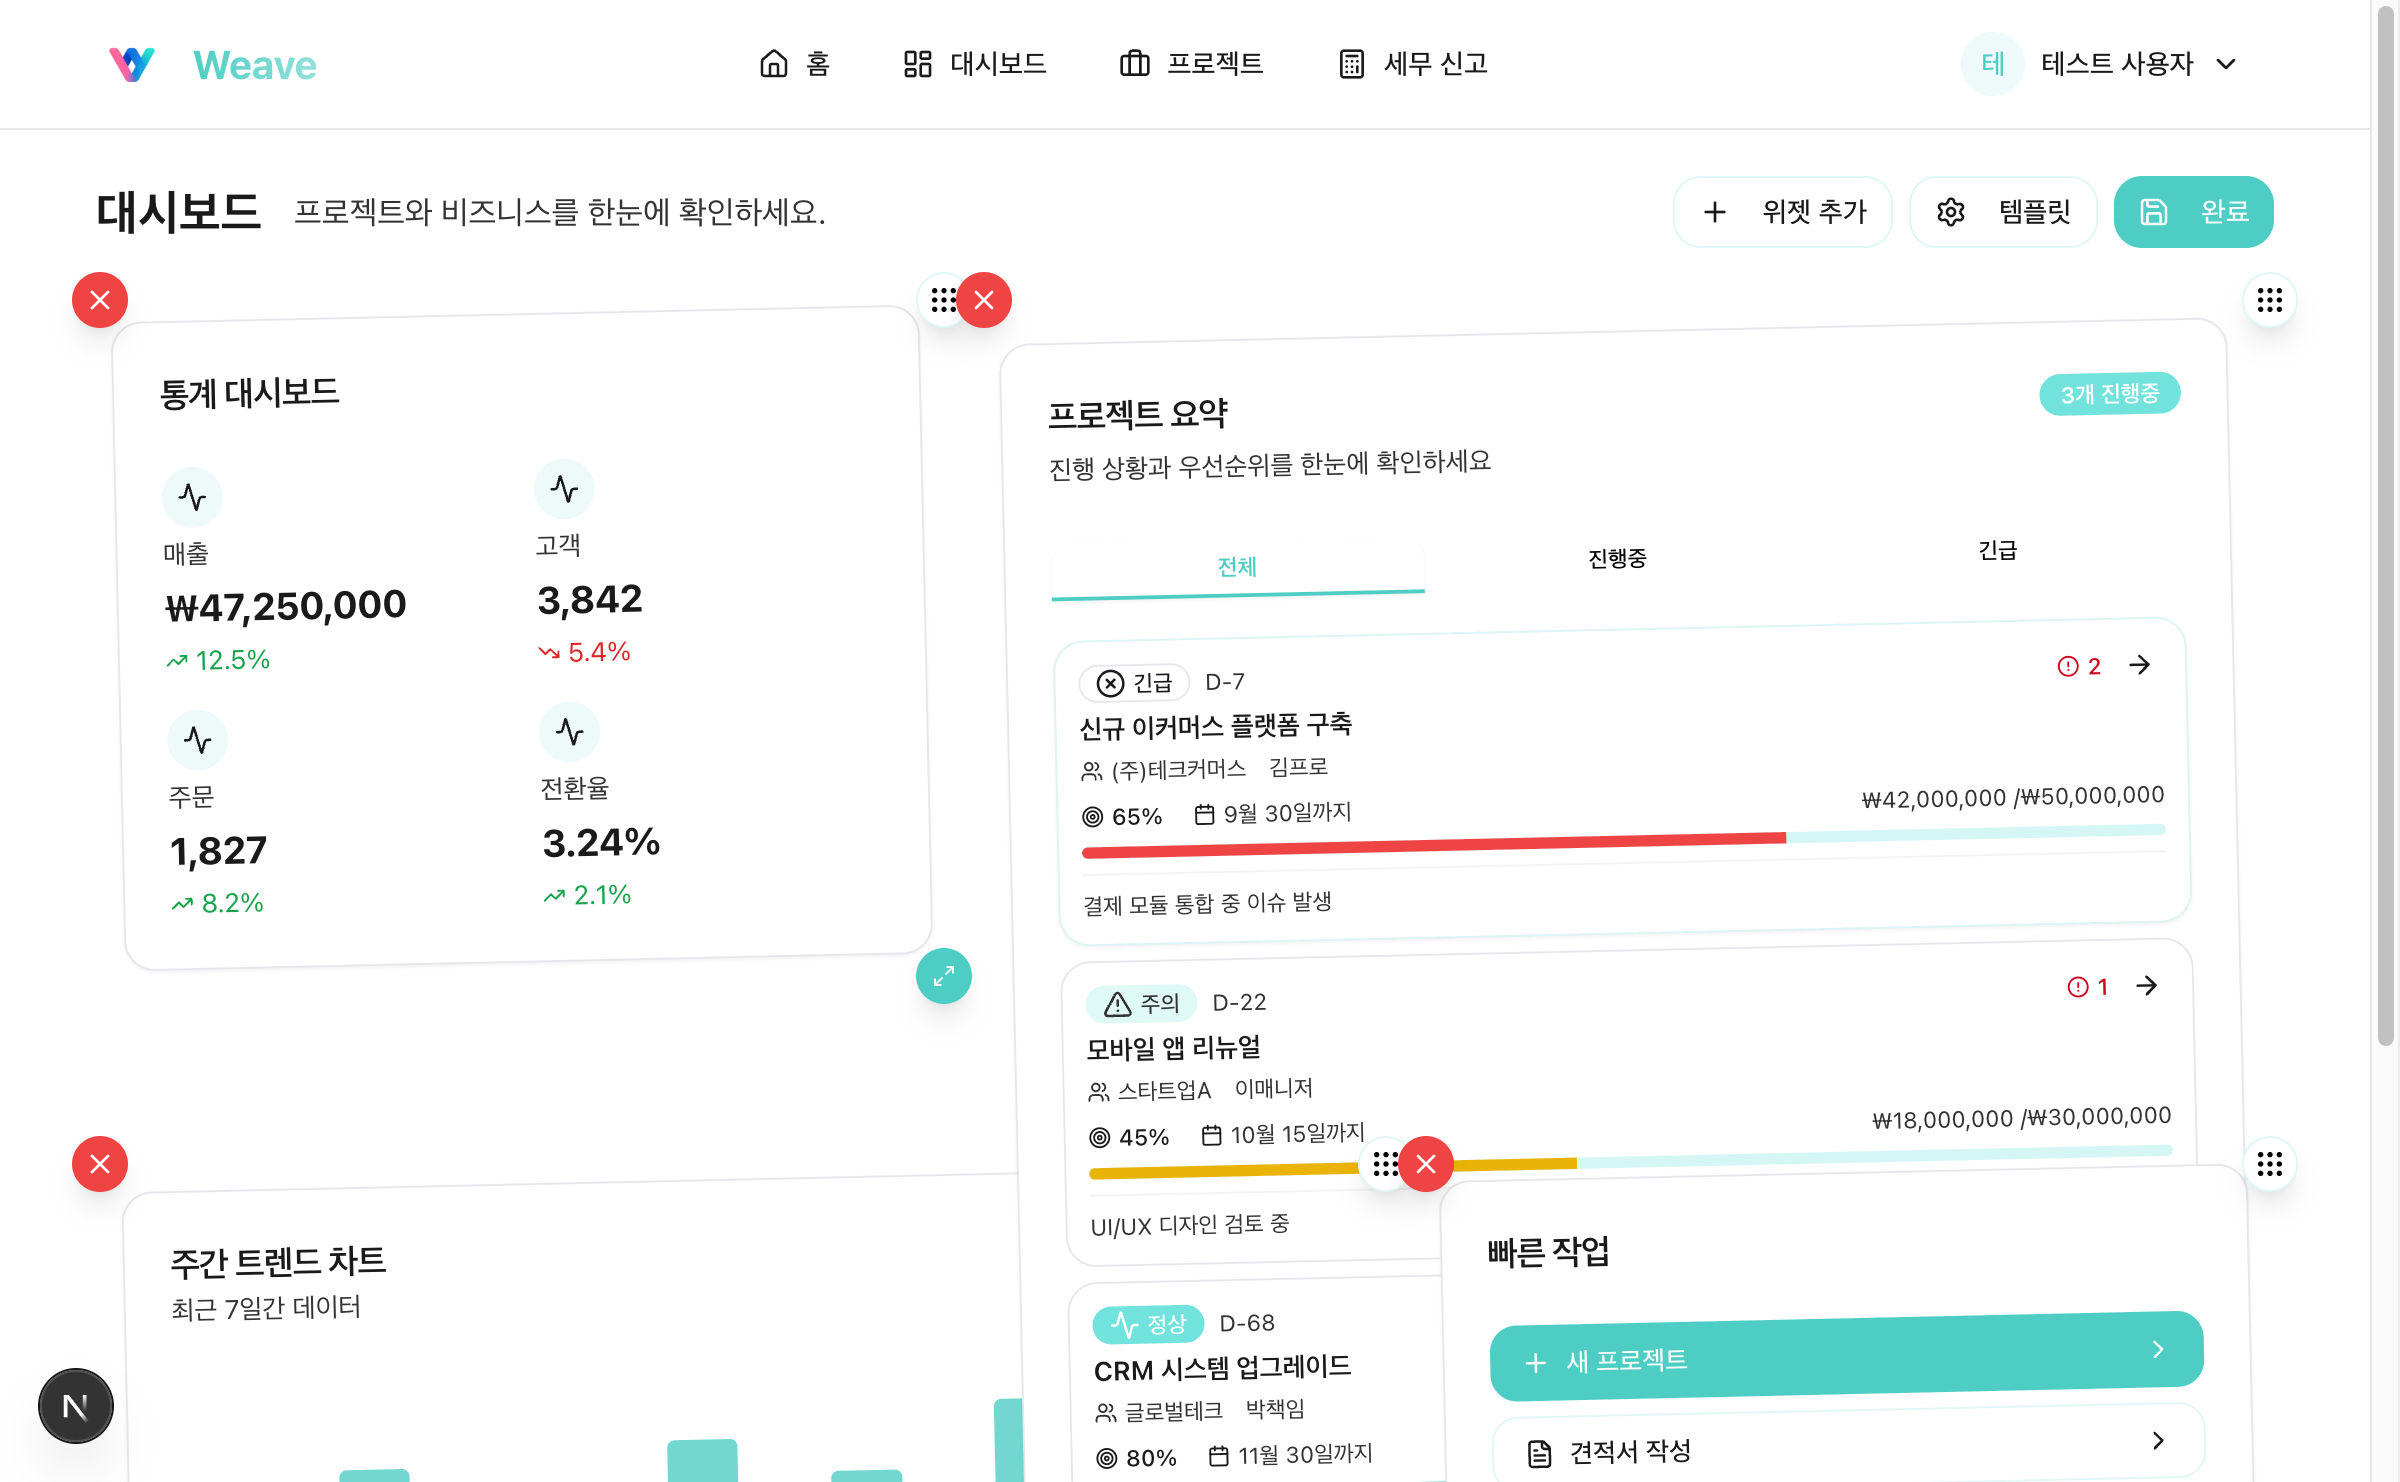 Weave
홈
대시보드
프로젝트
세무 신고
테
테스트 사용자
대시보드
프로젝트와 비즈니스를 한눈에 확인하세요.
위젯 추가
템플릿
완료
통계 대시보드
매출
₩47,250,000
12.5%
고객
3,842
5.4%
주문
1,827
8.2%
전환율
3.24%
2.1%
프로젝트 요약
3개 진행중
진행 상황과 우선순위를 한눈에 확인하세요
전체
진행중
긴급
긴급 D-7
2
신규 이커머스 플랫폼 구축
(주)테크커머스 김프로
65% 9월 30일까지
₩42,000,000 /₩50,000,000
결제 모듈 통합 중 이슈 발생
주의 D-22
1
모바일 앱 리뉴얼
스타트업A 이매니저
45% 10월 15일까지
₩18,000,000 /₩30,000,000
UI/UX 디자인 검토 중
정상 D-68
CRM 시스템 업그레이드
글로벌테크 박책임
80% 11월 30일까지
주간 트렌드 차트
최근 7일간 데이터
빠른 작업
새 프로젝트
견적서 작성
N